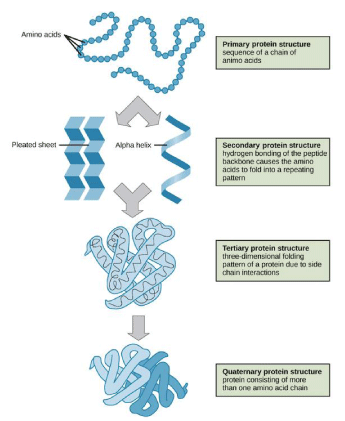 Amino acids
Primary protein structure
sequence of a chain of
animo acids
Pleated sheet
Alpha helix
Secondary protein structure
hydrogen bonding of the peptide
backbone causes the amino
acids to fold into a repeating
pattern
Tertiary protein structure
three-dimensional folding
pattern of a protein due to side
chain interactions
Quaternary protein structure
protein consisting of more
than one amino acid chain